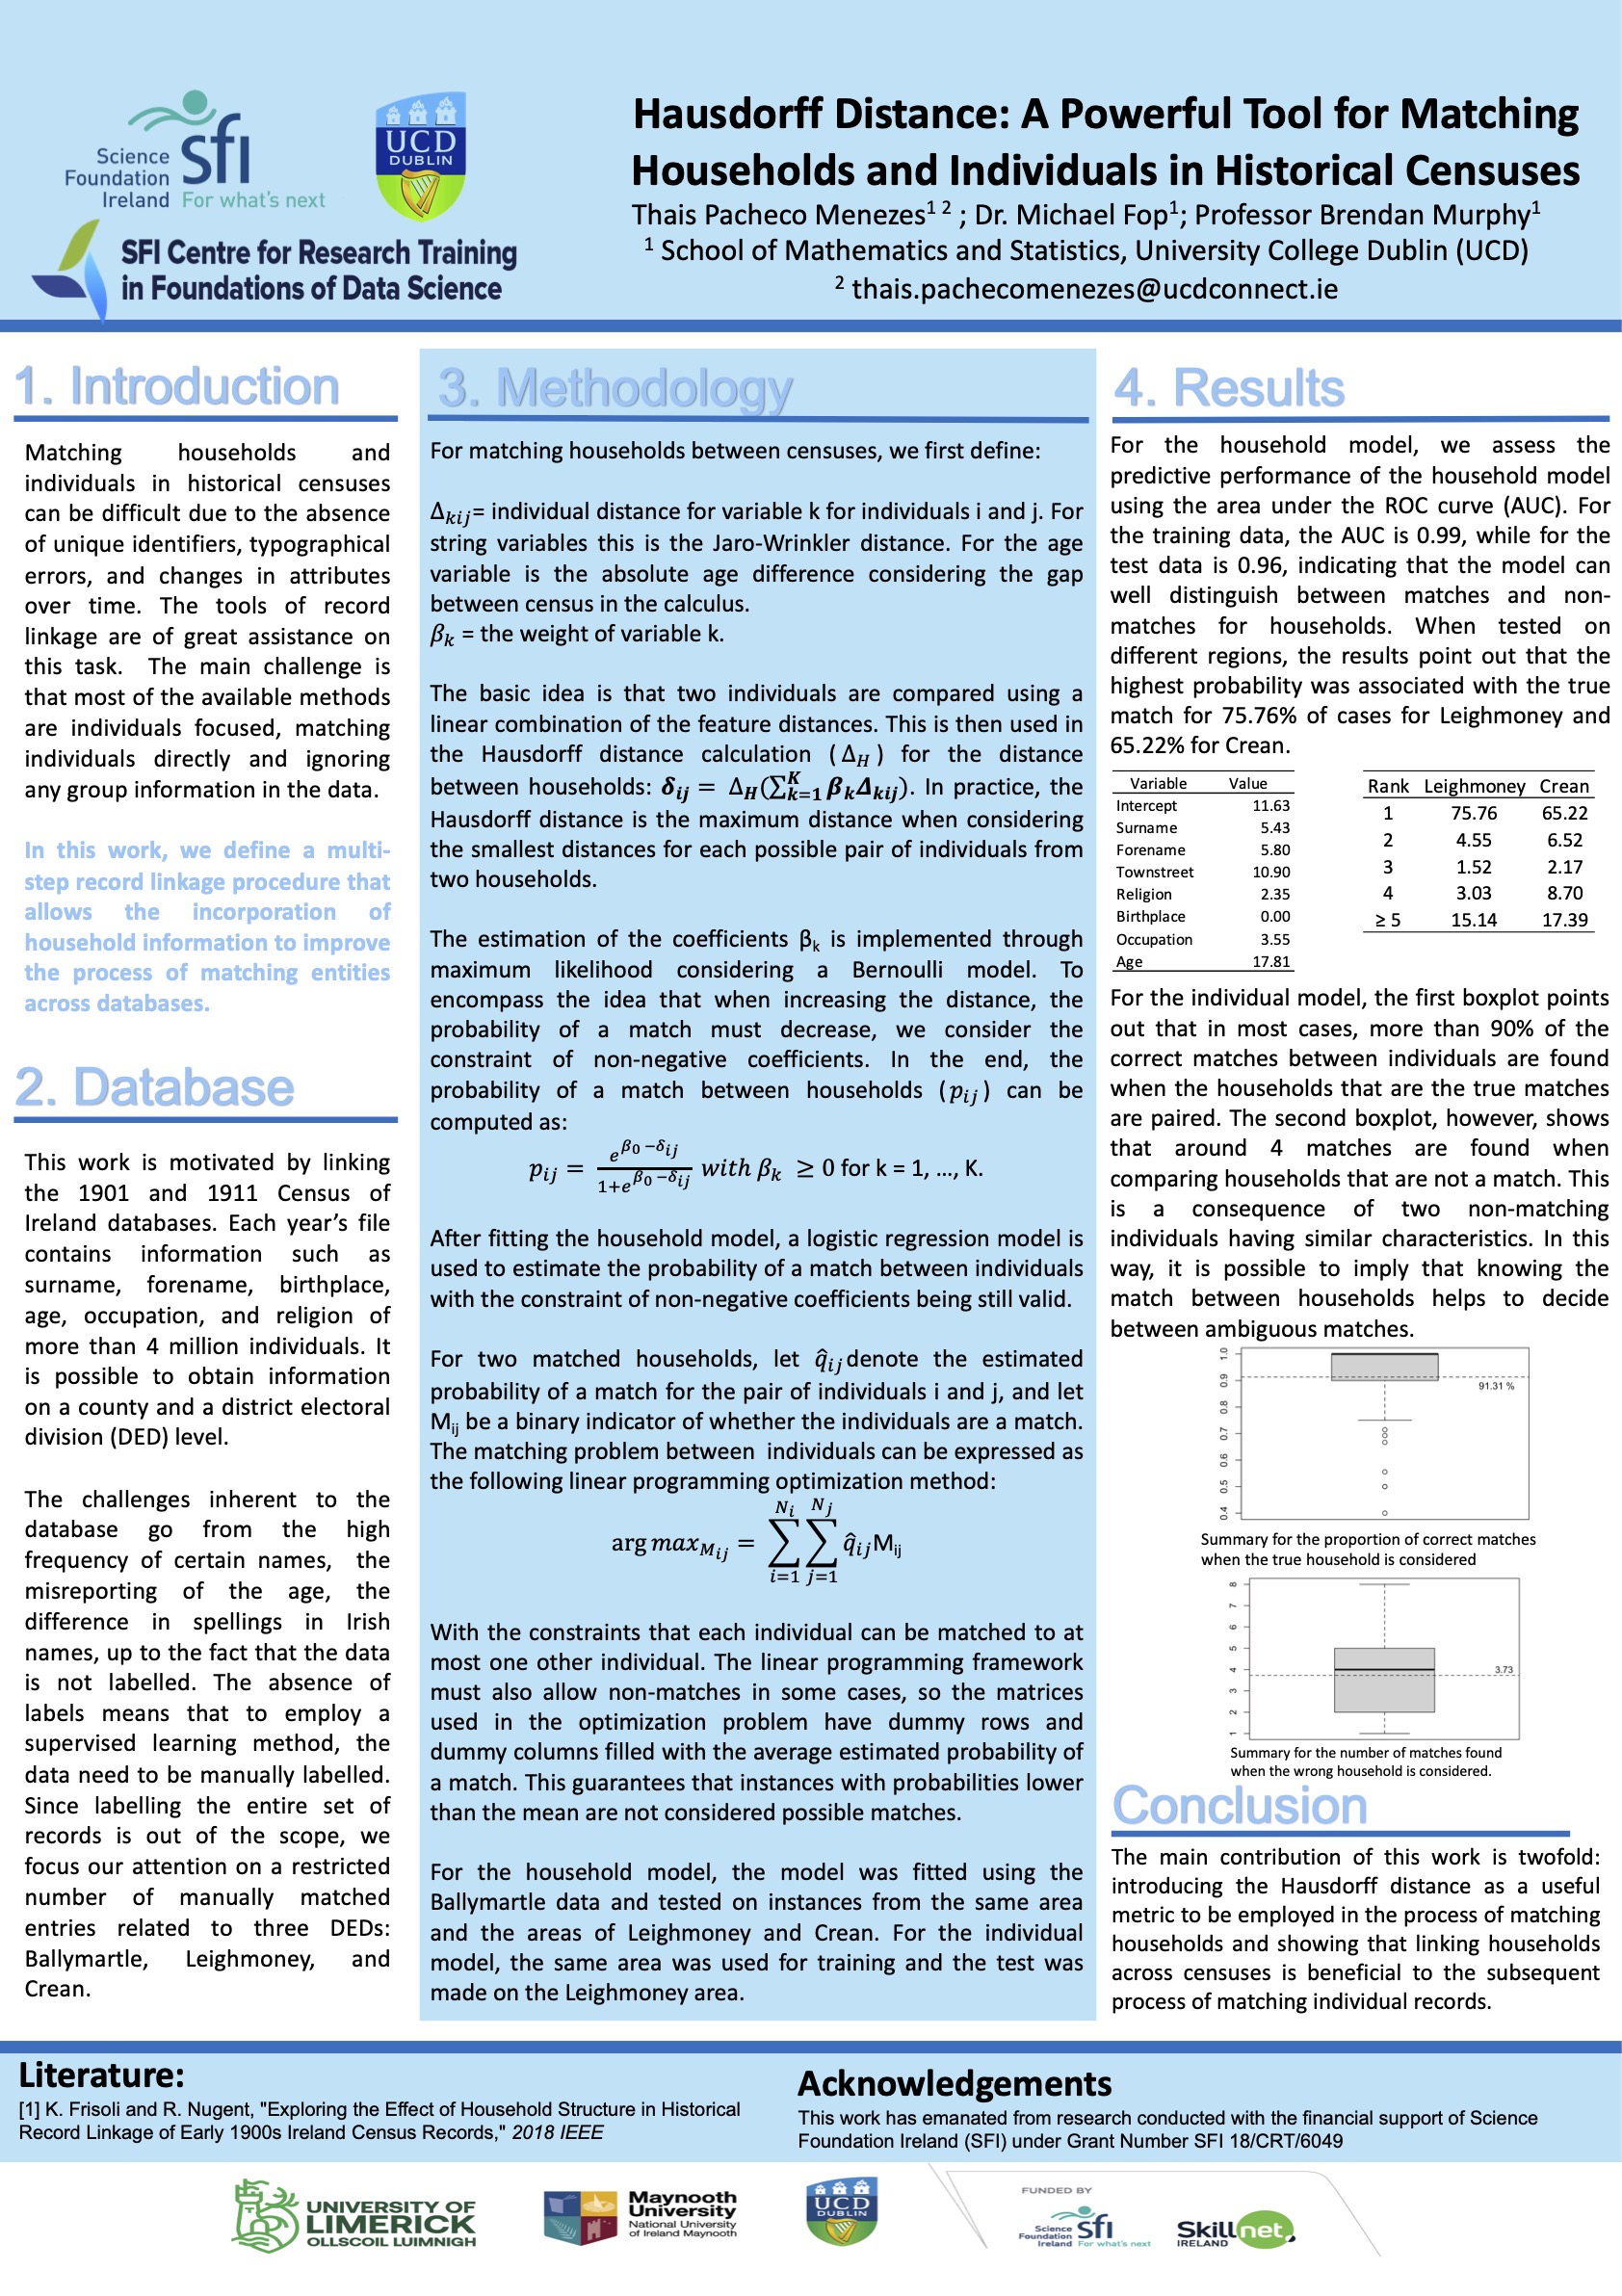 Science
Foundation
Ireland
sfi
For what's next
UCD
DUBLIN
SFI Centre for Research Training
in Foundations of Data Science
Hausdorff Distance: A Powerful Tool for Matching
Households and Individuals in Historical Censuses
Thais Pacheco Menezes¹ ² ; Dr. Michael Fop¹; Professor Brendan Murphy¹
¹ School of Mathematics and Statistics, University College Dublin (UCD)
² thais.pachecomenezes@ucdconnect.ie
1. Introduction
Matching households and
individuals in historical censuses
can be difficult due to the absence
of unique identifiers, typographical
errors, and changes in attributes
over time. The tools of record
linkage are of great assistance on
this task. The main challenge is
that most of the available methods
are individuals focused, matching
individuals directly and ignoring
any group information in the data.
In this work, we define a multi-
step record linkage procedure that
allows the incorporation of
household information to improve
the process of matching entities
across databases.
2. Database
This work is motivated by linking
the 1901 and 1911 Census of
Ireland databases. Each year's file
contains information such as
surname, forename, birthplace,
age, occupation, and religion of
more than 4 million individuals. It
is possible to obtain information
on a county and a district electoral
division (DED) level.
The challenges inherent to the
database go from the high
frequency of certain names, the
misreporting of the age, the
difference in spellings in Irish
names, up to the fact that the data
is not labelled. The absence of
labels means that to employ a
supervised learning method, the
data need to be manually labelled.
Since labelling the entire set of
records is out of the scope, we
focus our attention on a restricted
number of manually matched
entries related to three DEDs:
Ballymartle, Leighmoney, and
Crean.
3. Methodology
For matching households between censuses, we first define:
Δ_kij= individual distance for variable k for individuals i and j. For
string variables this is the Jaro-Wrinkler distance. For the age
variable is the absolute age difference considering the gap
between census in the calculus.
β_k = the weight of variable k.
The basic idea is that two individuals are compared using a
linear combination of the feature distances. This is then used in
the Hausdorff distance calculation (Δ_H) for the distance
between households: δ_ij = Δ_H(∑_{k=1}^K β_k Δ_kij). In practice, the
Hausdorff distance is the maximum distance when considering
the smallest distances for each possible pair of individuals from
two households.
The estimation of the coefficients β_k is implemented through
maximum likelihood considering a Bernoulli model. To
encompass the idea that when increasing the distance, the
probability of a match must decrease, we consider the
constraint of non-negative coefficients. In the end, the
probability of a match between households (p_ij) can be
computed as:
p_ij = e^{β_0 −δ_ij} / 1+e^{β_0 −δ_ij} with β_k ≥ 0 for k = 1, ..., K.
After fitting the household model, a logistic regression model is
used to estimate the probability of a match between individuals
with the constraint of non-negative coefficients being still valid.
For two matched households, let q̂_ij denote the estimated
probability of a match for the pair of individuals i and j, and let
M_ij be a binary indicator of whether the individuals are a match.
The matching problem between individuals can be expressed as
the following linear programming optimization method:
arg max_{M_ij} = ∑_{i=1}^{N_i} ∑_{j=1}^{N_j} q̂_ij M_ij
With the constraints that each individual can be matched to at
most one other individual. The linear programming framework
must also allow non-matches in some cases, so the matrices
used in the optimization problem have dummy rows and
dummy columns filled with the average estimated probability of
a match. This guarantees that instances with probabilities lower
than the mean are not considered possible matches.
For the household model, the model was fitted using the
Ballymartle data and tested on instances from the same area
and the areas of Leighmoney and Crean. For the individual
model, the same area was used for training and the test was
made on the Leighmoney area.
4. Results
For the household model, we assess the
predictive performance of the household model
using the area under the ROC curve (AUC). For
the training data, the AUC is 0.99, while for the
test data is 0.96, indicating that the model can
well distinguish between matches and non-
matches for households. When tested on
different regions, the results point out that the
highest probability was associated with the true
match for 75.76% of cases for Leighmoney and
65.22% for Crean.
Variable Value
Intercept 11.63
Surname 5.43
Forename 5.80
Townstreet 10.90
Religion 2.35
Birthplace 0.00
Occupation 3.55
Age 17.81
Rank Leighmoney Crean
1 75.76 65.22
2 4.55 6.52
3 1.52 2.17
4 3.03 8.70
≥ 5 15.14 17.39
For the individual model, the first boxplot points
out that in most cases, more than 90% of the
correct matches between individuals are found
when the households that are the true matches
are paired. The second boxplot, however, shows
that around 4 matches are found when
comparing households that are not a match. This
is a consequence of two non-matching
individuals having similar characteristics. In this
way, it is possible to imply that knowing the
match between households helps to decide
between ambiguous matches.
1.0
0.9
0.8
0.7
0.6
0.5
0.4
91.31 %
Summary for the proportion of correct matches
when the true household is considered
8
7
6
5
4
3
2
1
3.73
Summary for the number of matches found
when the wrong household is considered.
Conclusion
The main contribution of this work is twofold:
introducing the Hausdorff distance as a useful
metric to be employed in the process of matching
households and showing that linking households
across censuses is beneficial to the subsequent
process of matching individual records.
Literature:
[1] K. Frisoli and R. Nugent, "Exploring the Effect of Household Structure in Historical
Record Linkage of Early 1900s Ireland Census Records," 2018 IEEE
Acknowledgements
This work has emanated from research conducted with the financial support of Science
Foundation Ireland (SFI) under Grant Number SFI 18/CRT/6049
UNIVERSITY OF
LIMERICK
OLLSCOIL LUIMNIGH
Maynooth
University
National University
of Ireland Maynooth
UCD
DUBLIN
FUNDED BY
Science
Foundation
Ireland
sfi
For what's next
Skillnet
IRELAND